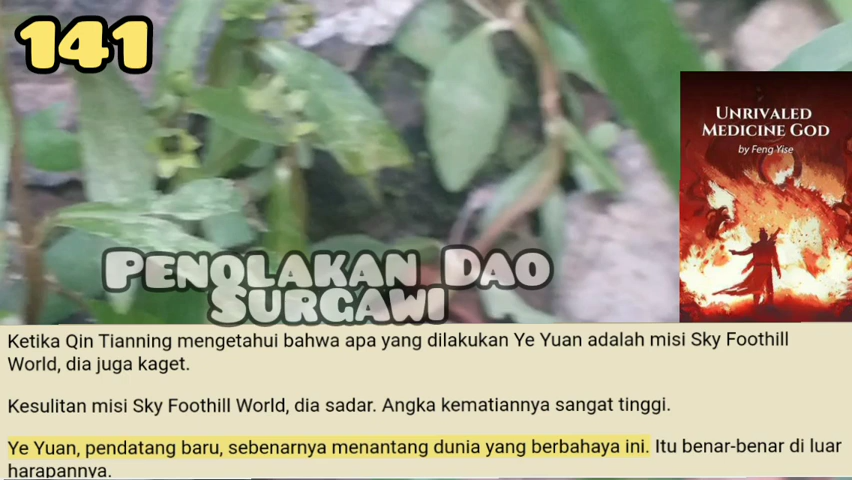 141
UNRIVALED
MEDICINE GOD
by Feng Yise
PENOLAKAN DAO
SURGAWI
Ketika Qin Tianning mengetahui bahwa apa yang dilakukan Ye Yuan adalah misi Sky Foothill
World, dia juga kaget.
Kesulitan misi Sky Foothill World, dia sadar. Angka kematiannya sangat tinggi.
Ye Yuan, pendatang baru, sebenarnya menantang dunia yang berbahaya ini. Itu benar-benar di luar
harapannya.